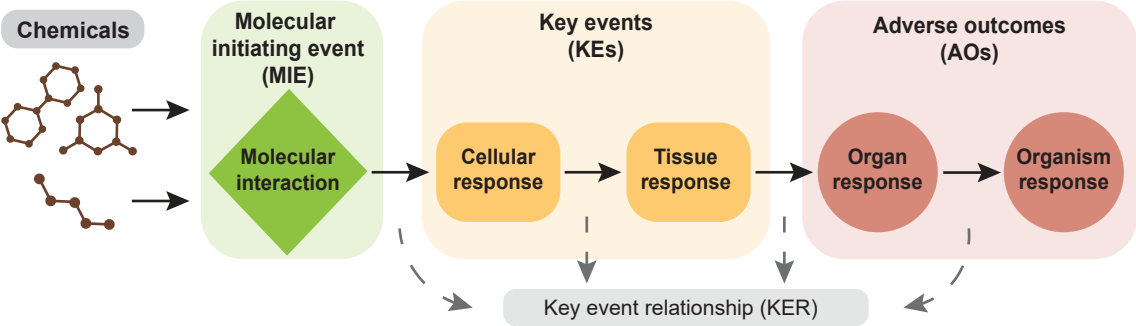 Chemicals
Molecular
initiating event
(MIE)
Key events
(KEs)
Adverse outcomes
(AOs)
Molecular
interaction
Cellular
response
Tissue
response
Organ
response
Organism
response
Key event relationship (KER)